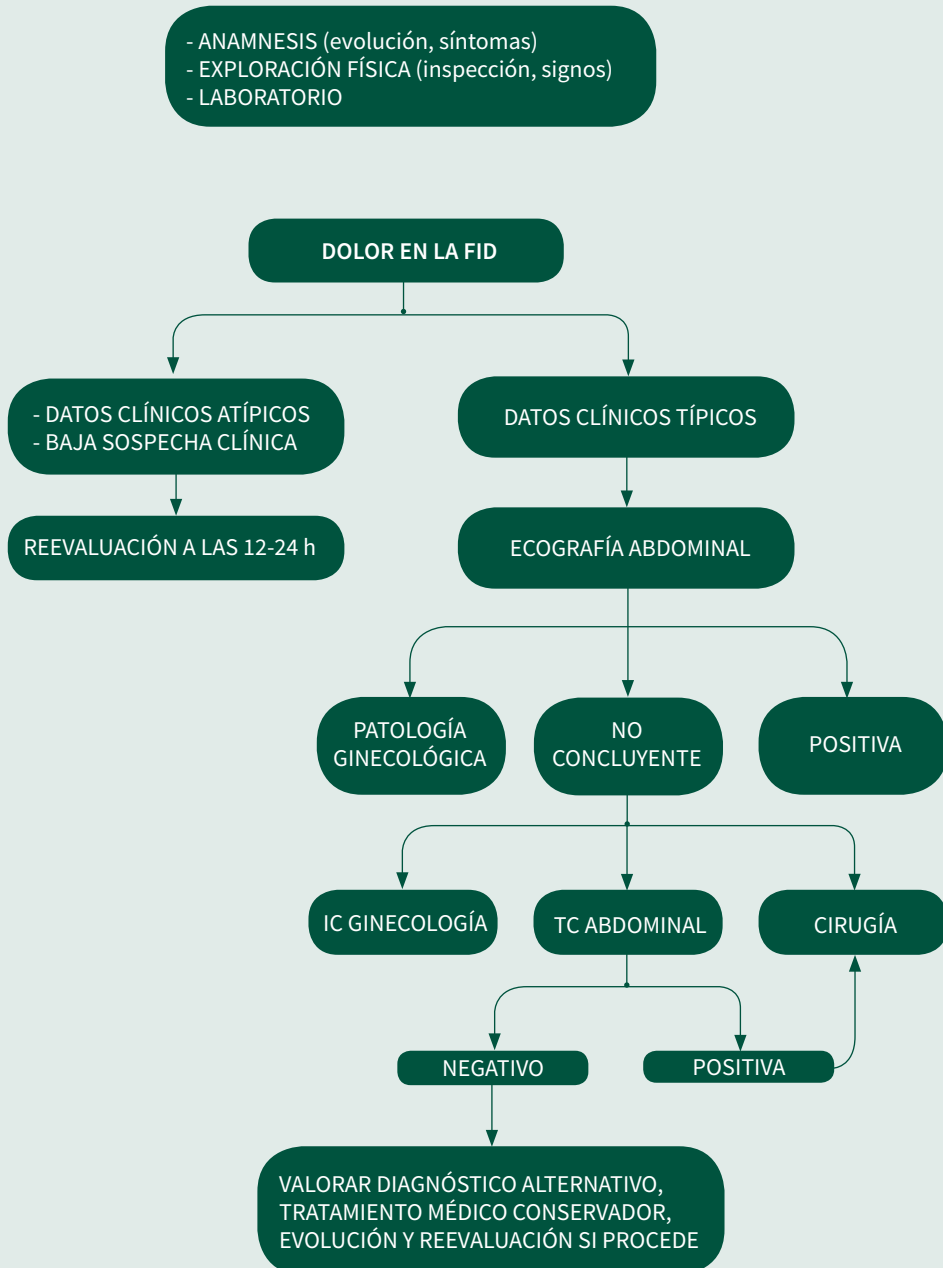 - ANAMNESIS (evolución, síntomas)
- EXPLORACIÓN FÍSICA (inspección, signos)
- LABORATORIO
DOLOR EN LA FID
- DATOS CLÍNICOS ATÍPICOS
- BAJA SOSPECHA CLÍNICA
DATOS CLÍNICOS TÍPICOS
REEVALUACIÓN A LAS 12-24 h
ECOGRAFÍA ABDOMINAL
PATOLOGÍA
GINECOLÓGICA
NO
CONCLUYENTE
POSITIVA
IC GINECOLOGÍA
TC ABDOMINAL
CIRUGÍA
NEGATIVO
POSITIVA
VALORAR DIAGNÓSTICO ALTERNATIVO,
TRATAMIENTO MÉDICO CONSERVADOR,
EVOLUCIÓN Y REEVALUACIÓN SI PROCEDE